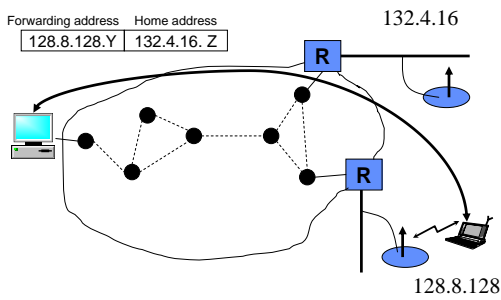 132.4.16
Forwarding address Home address
128.8.128.Y 132.4.16. Z
R
R
128.8.128